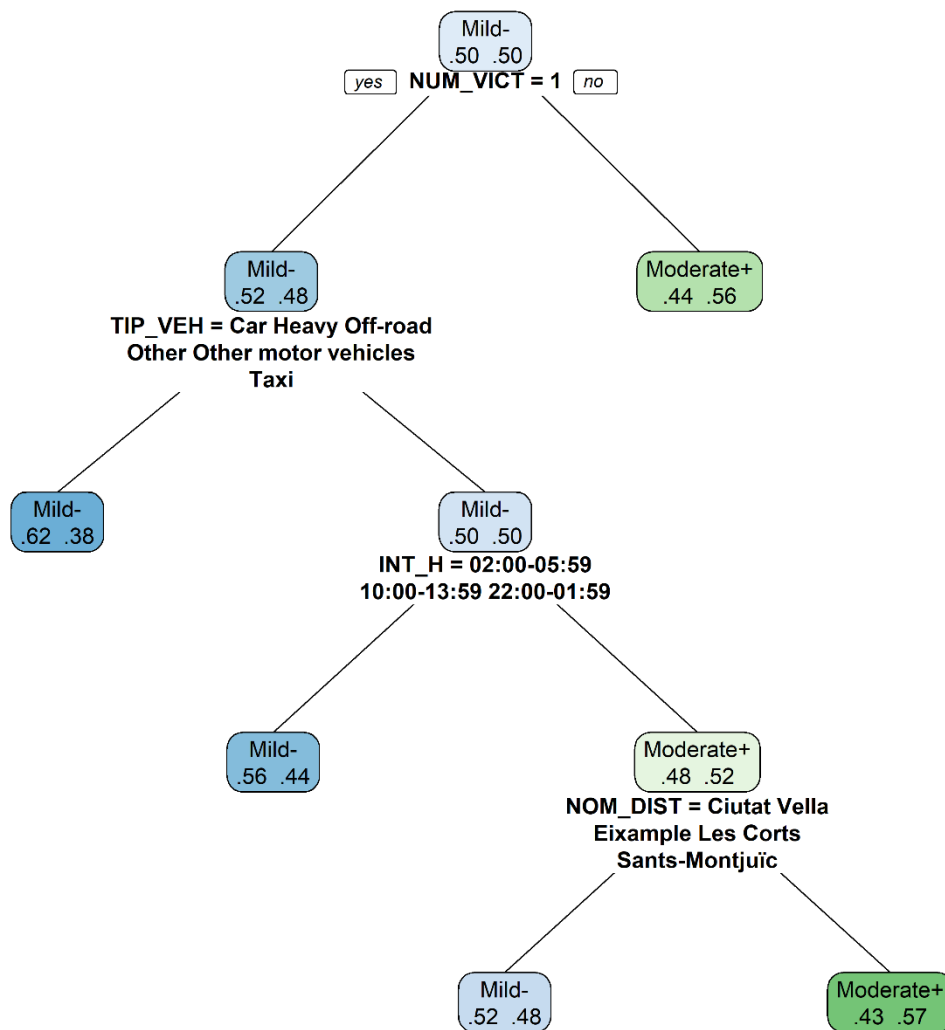 Mild-
.50 .50
yes NUM_VICT = 1 no
Mild-
.52 .48
Moderate+
.44 .56
TIP_VEH = Car Heavy Off-road
Other Other motor vehicles
Taxi
Mild-
.62 .38
Mild-
.50 .50
INT_H = 02:00-05:59
10:00-13:59 22:00-01:59
Mild-
.56 .44
Moderate+
.48 .52
NOM_DIST = Ciutat Vella
Eixample Les Corts
Sants-Montjuïc
Mild-
.52 .48
Moderate+
.43 .57